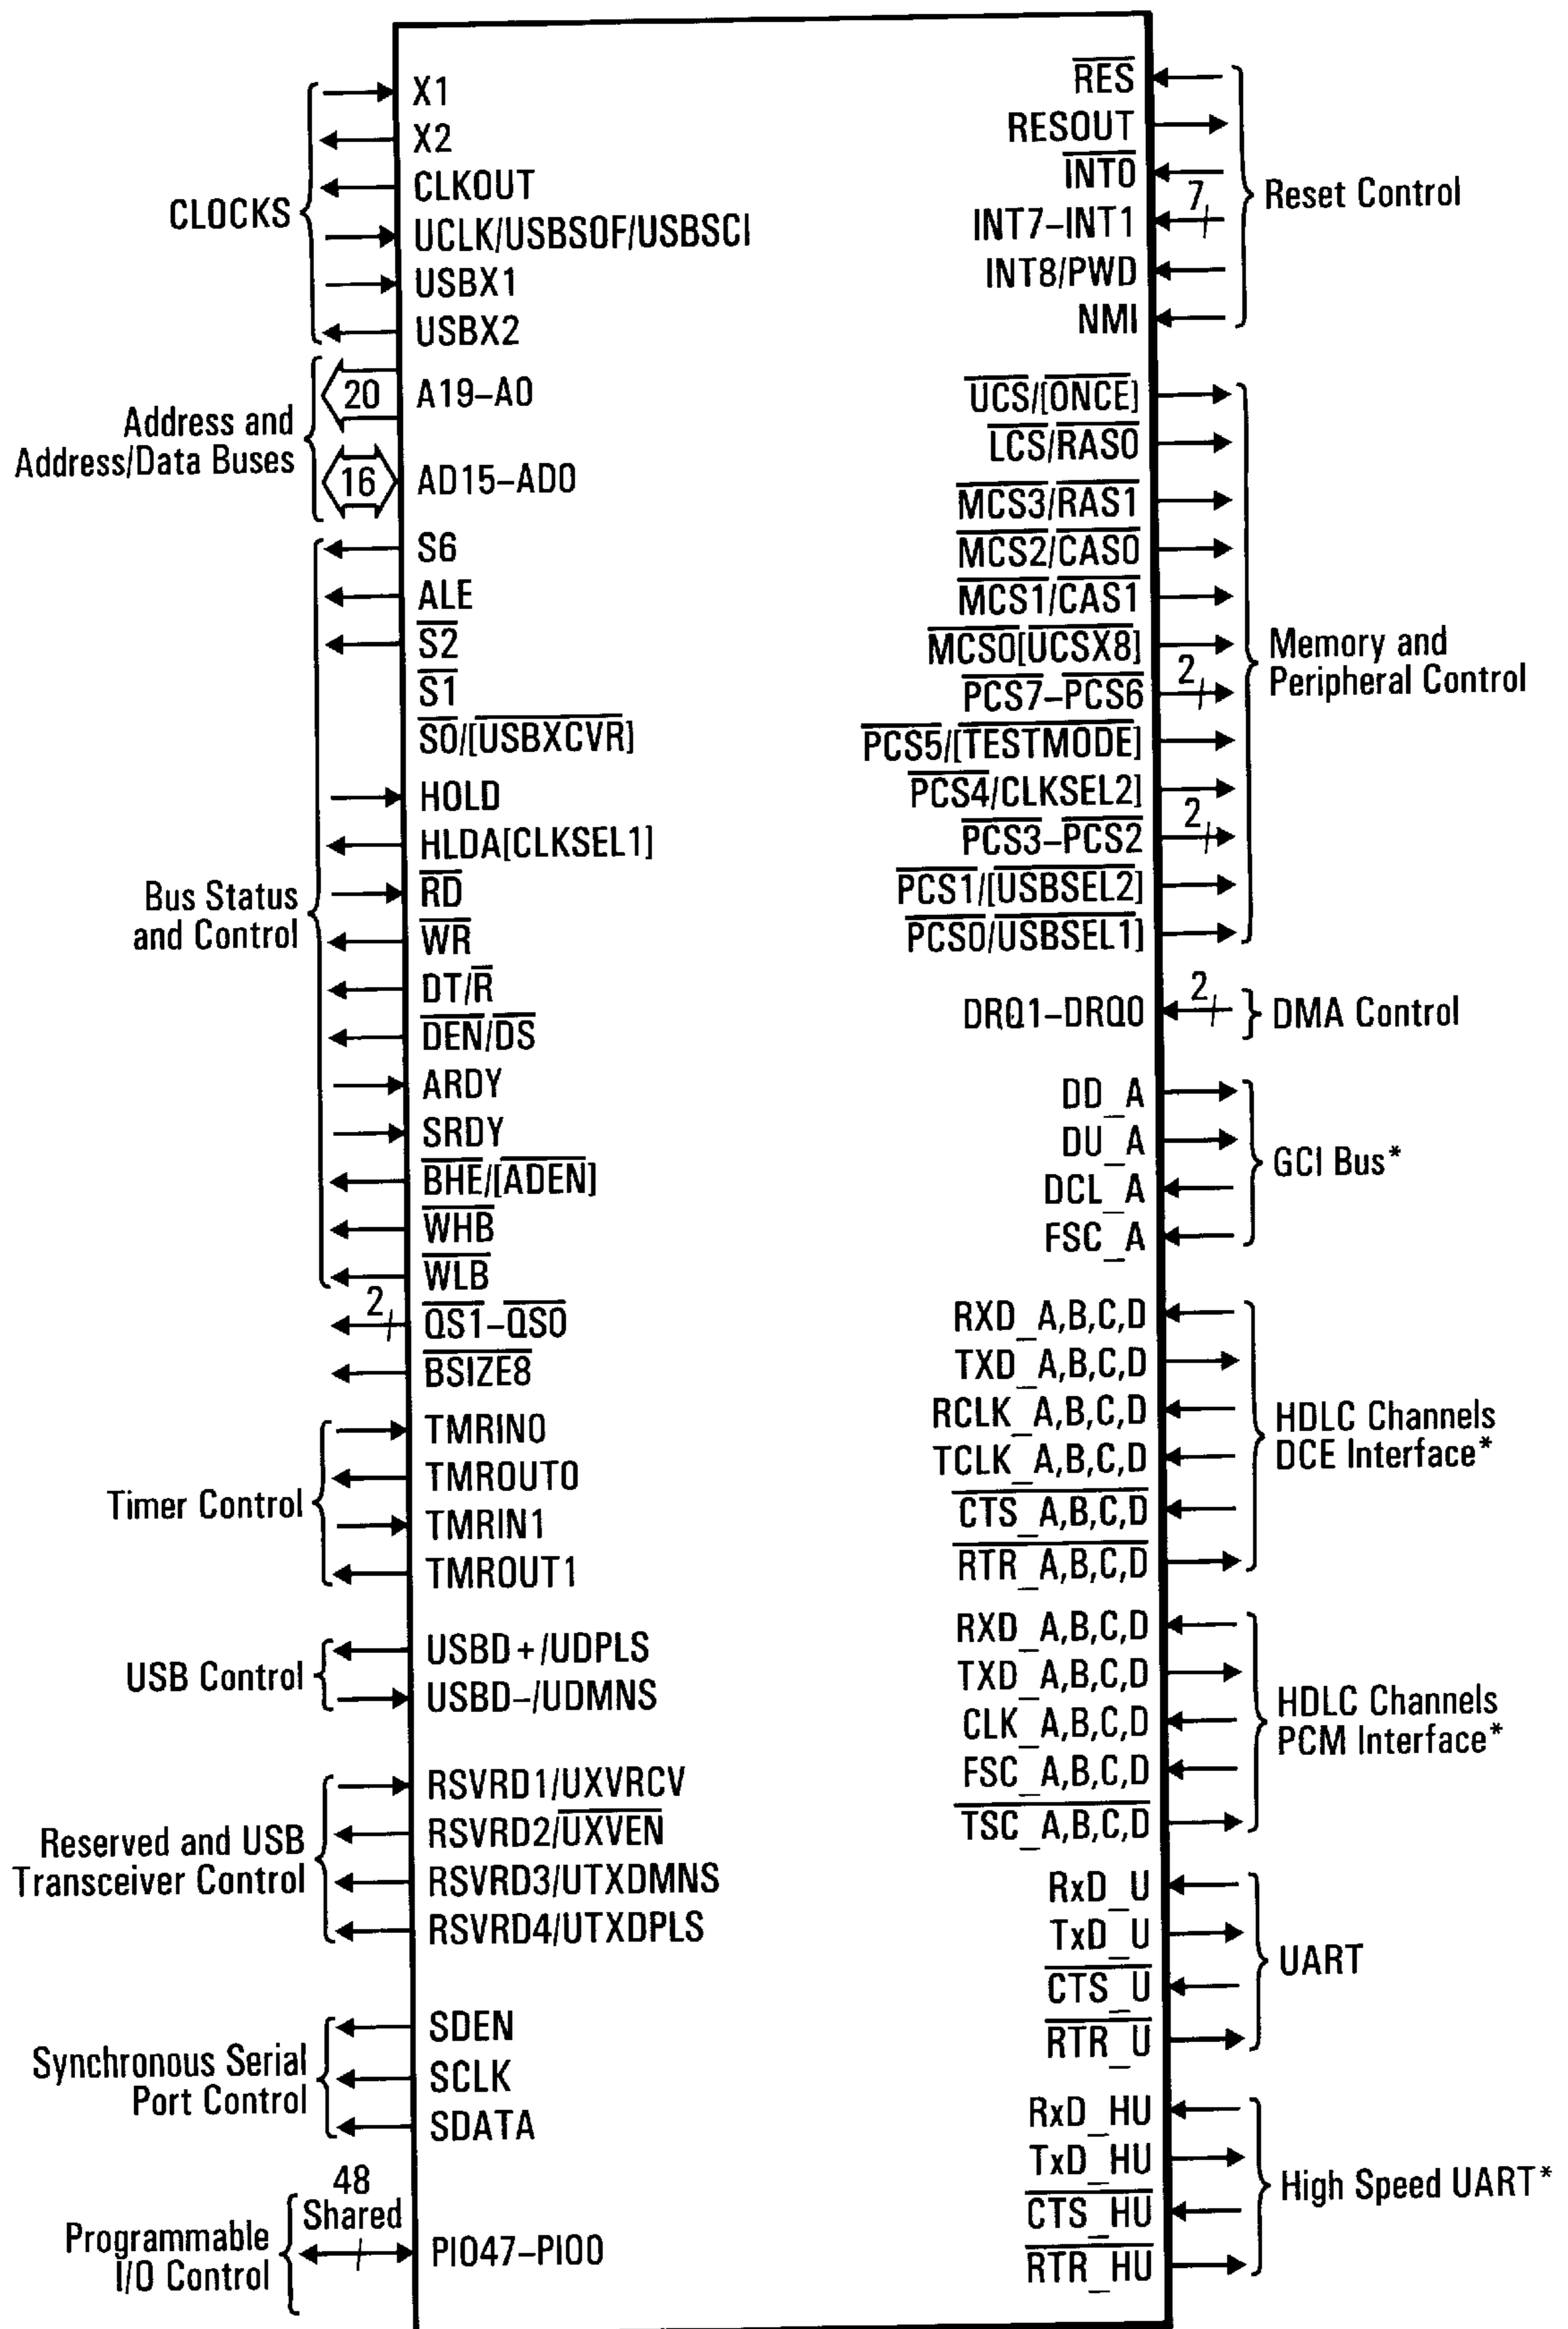 CLOCKS
X1
X2
CLKOUT
UCLK/USBSOF/USBSCI
USBX1
USBX2
Address and
Address/Data Buses
20
A19–A0
16
AD15–AD0
Bus Status
and Control
S6
ALE
S2
S1
S0/[USBXCVR]
HOLD
HLDA[CLKSEL1]
RD
WR
DT/R
DEN/DS
ARDY
SRDY
BHE/[ADEN]
WHB
WLB
2
QS1–QS0
BSIZE8
Timer Control
TMRIN0
TMROUT0
TMRIN1
TMROUT1
USB Control
USBD+/UDPLS
USBD–/UDMNS
Reserved and USB
Transceiver Control
RSVRD1/UXVRCV
RSVRD2/UXVEN
RSVRD3/UTXDMNS
RSVRD4/UTXDPLS
Synchronous Serial
Port Control
SDEN
SCLK
SDATA
Programmable
I/O Control
48
Shared
PIO47–PIO0
RES
RESOUT
INT0
7
INT7–INT1
INT8/PWD
NMI
Reset Control
UCS/[ONCE]
LCS/RAS0
MCS3/RAS1
MCS2/CAS0
MCS1/CAS1
MCS0[UCSX8]
2
PCS7–PCS6
PCS5/[TESTMODE]
PCS4/CLKSEL2]
2
PCS3–PCS2
PCS1/[USBSEL2]
PCS0/USBSEL1]
Memory and
Peripheral Control
2
DRQ1–DRQ0
DMA Control
DD_A
DU_A
DCL_A
FSC_A
GCI Bus*
RXD_A,B,C,D
TXD_A,B,C,D
RCLK_A,B,C,D
TCLK_A,B,C,D
CTS_A,B,C,D
RTR_A,B,C,D
HDLC Channels
DCE Interface*
RXD_A,B,C,D
TXD_A,B,C,D
CLK_A,B,C,D
FSC_A,B,C,D
TSC_A,B,C,D
HDLC Channels
PCM Interface*
RxD_U
TxD_U
CTS_U
RTR_U
UART
RxD_HU
TxD_HU
CTS_HU
RTR_HU
High Speed UART*